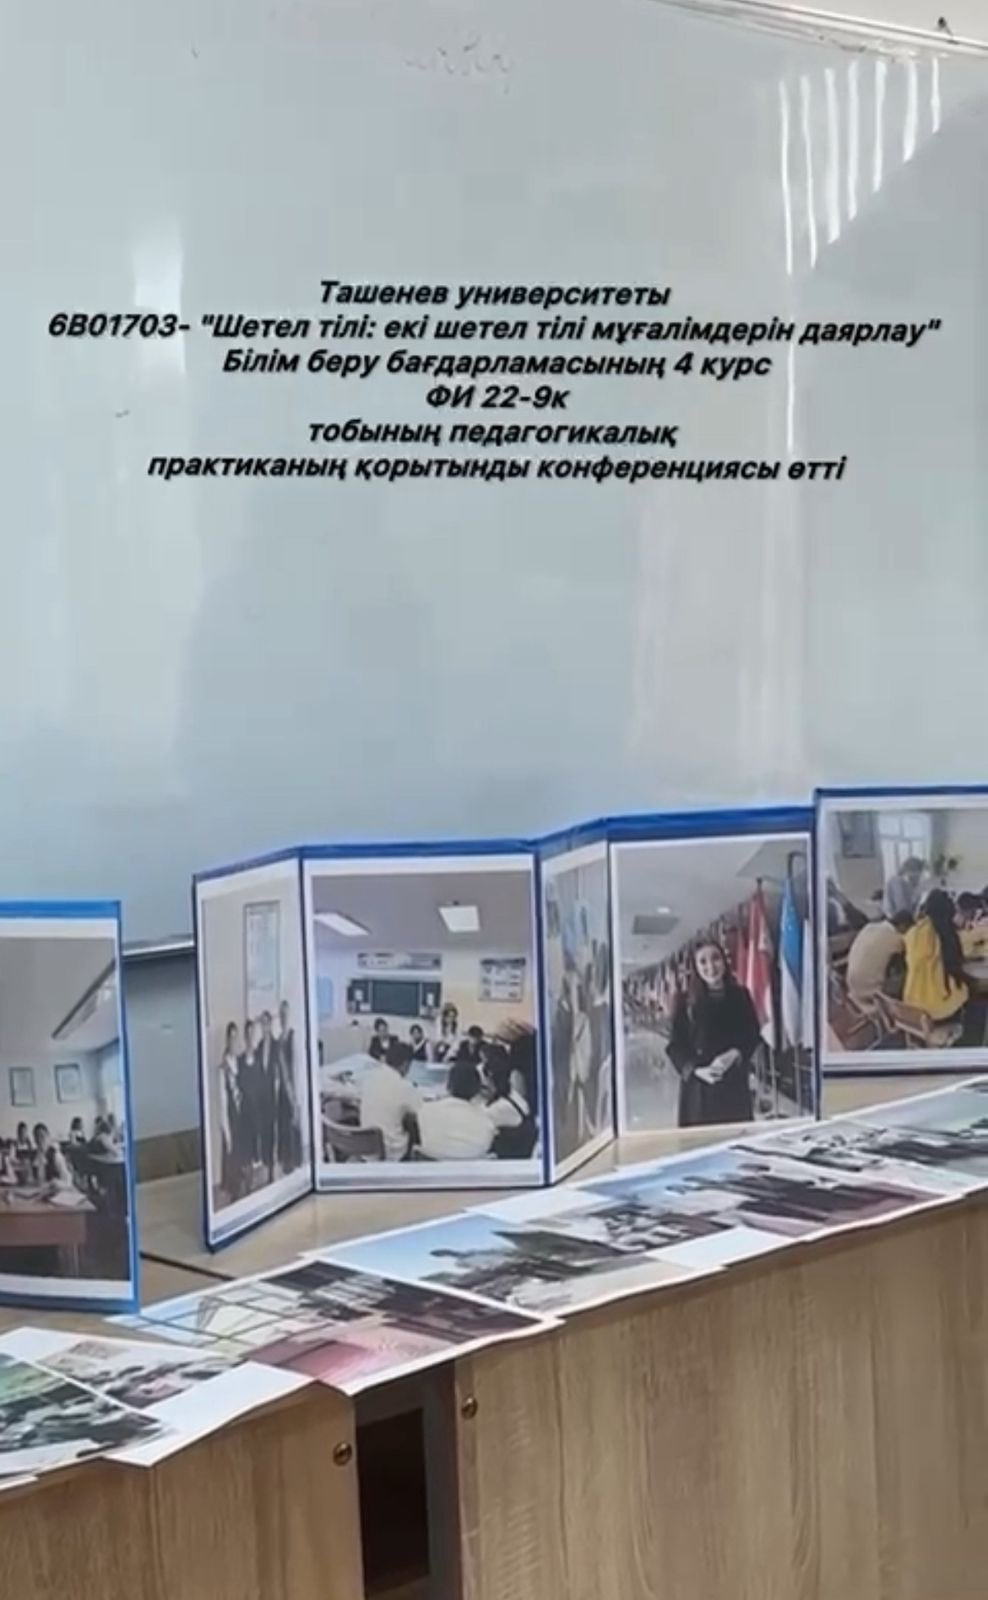 Ташенев университеты
6В01703- "Шетел тілі: екі шетел тілі мұғалімдерін даярлау"
Білім беру бағдарламасының 4 курс
ФИ 22-9к
тобының педагогикалық
практиканың қорытынды конференциясы өтті